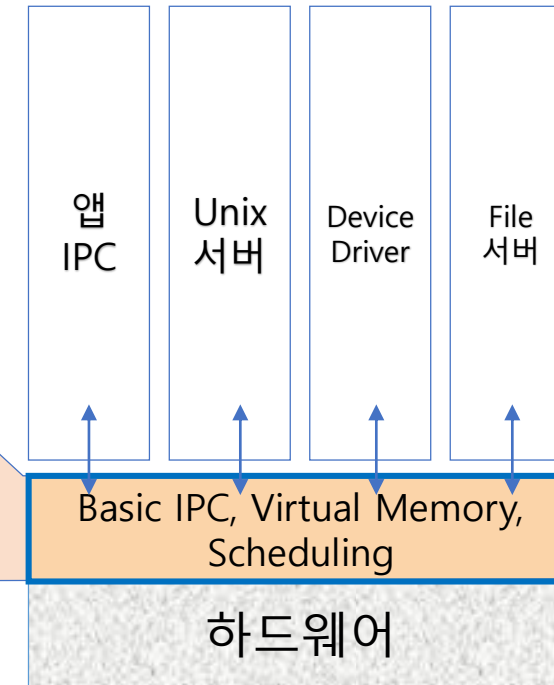 앱
IPC
Unix
서버
Device
Driver
File
서버
Basic IPC, Virtual Memory,
Scheduling
하드웨어